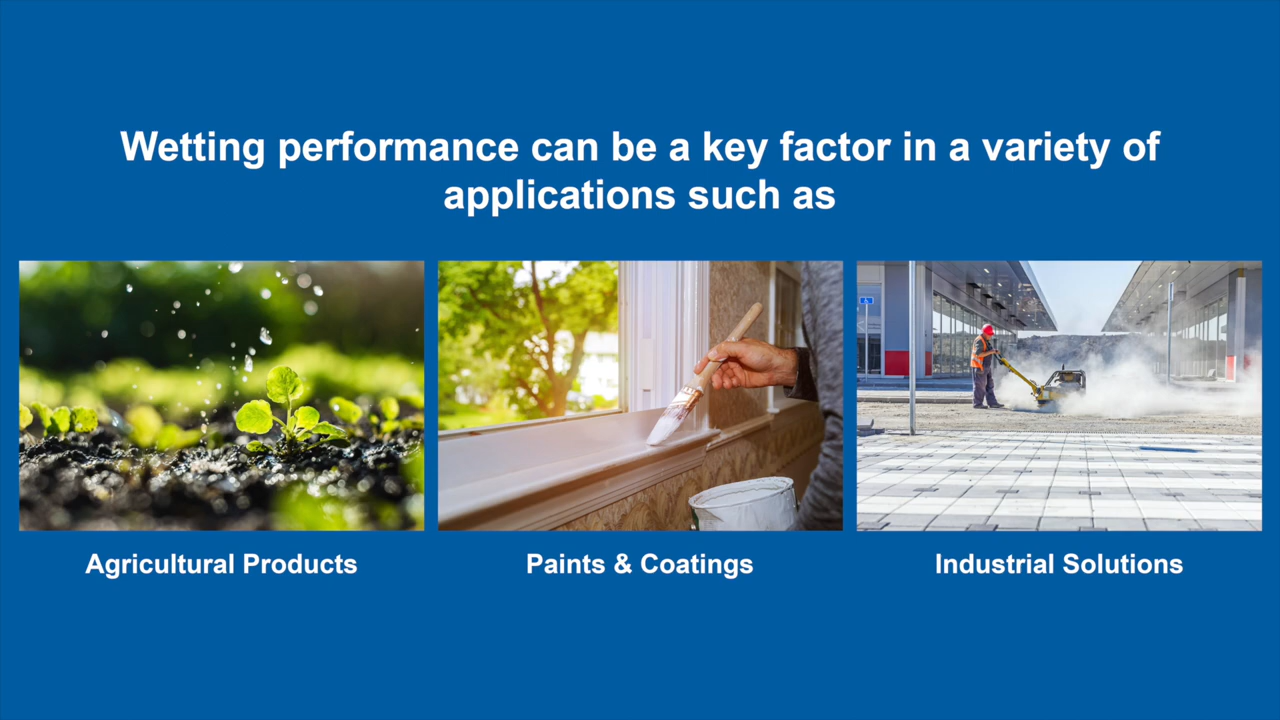 Wetting performance can be a key factor in a variety of
applications such as
Agricultural Products
Paints & Coatings
Industrial Solutions